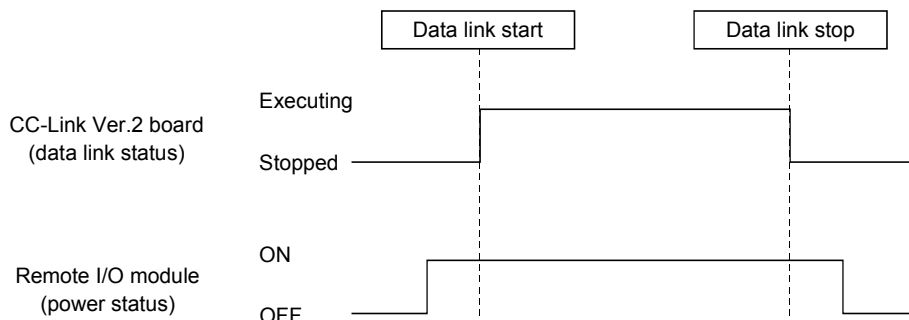 Data link start
Data link stop
Executing
CC-Link Ver.2 board
(data link status)
Stopped
ON
Remote I/O module
(power status)
OFF